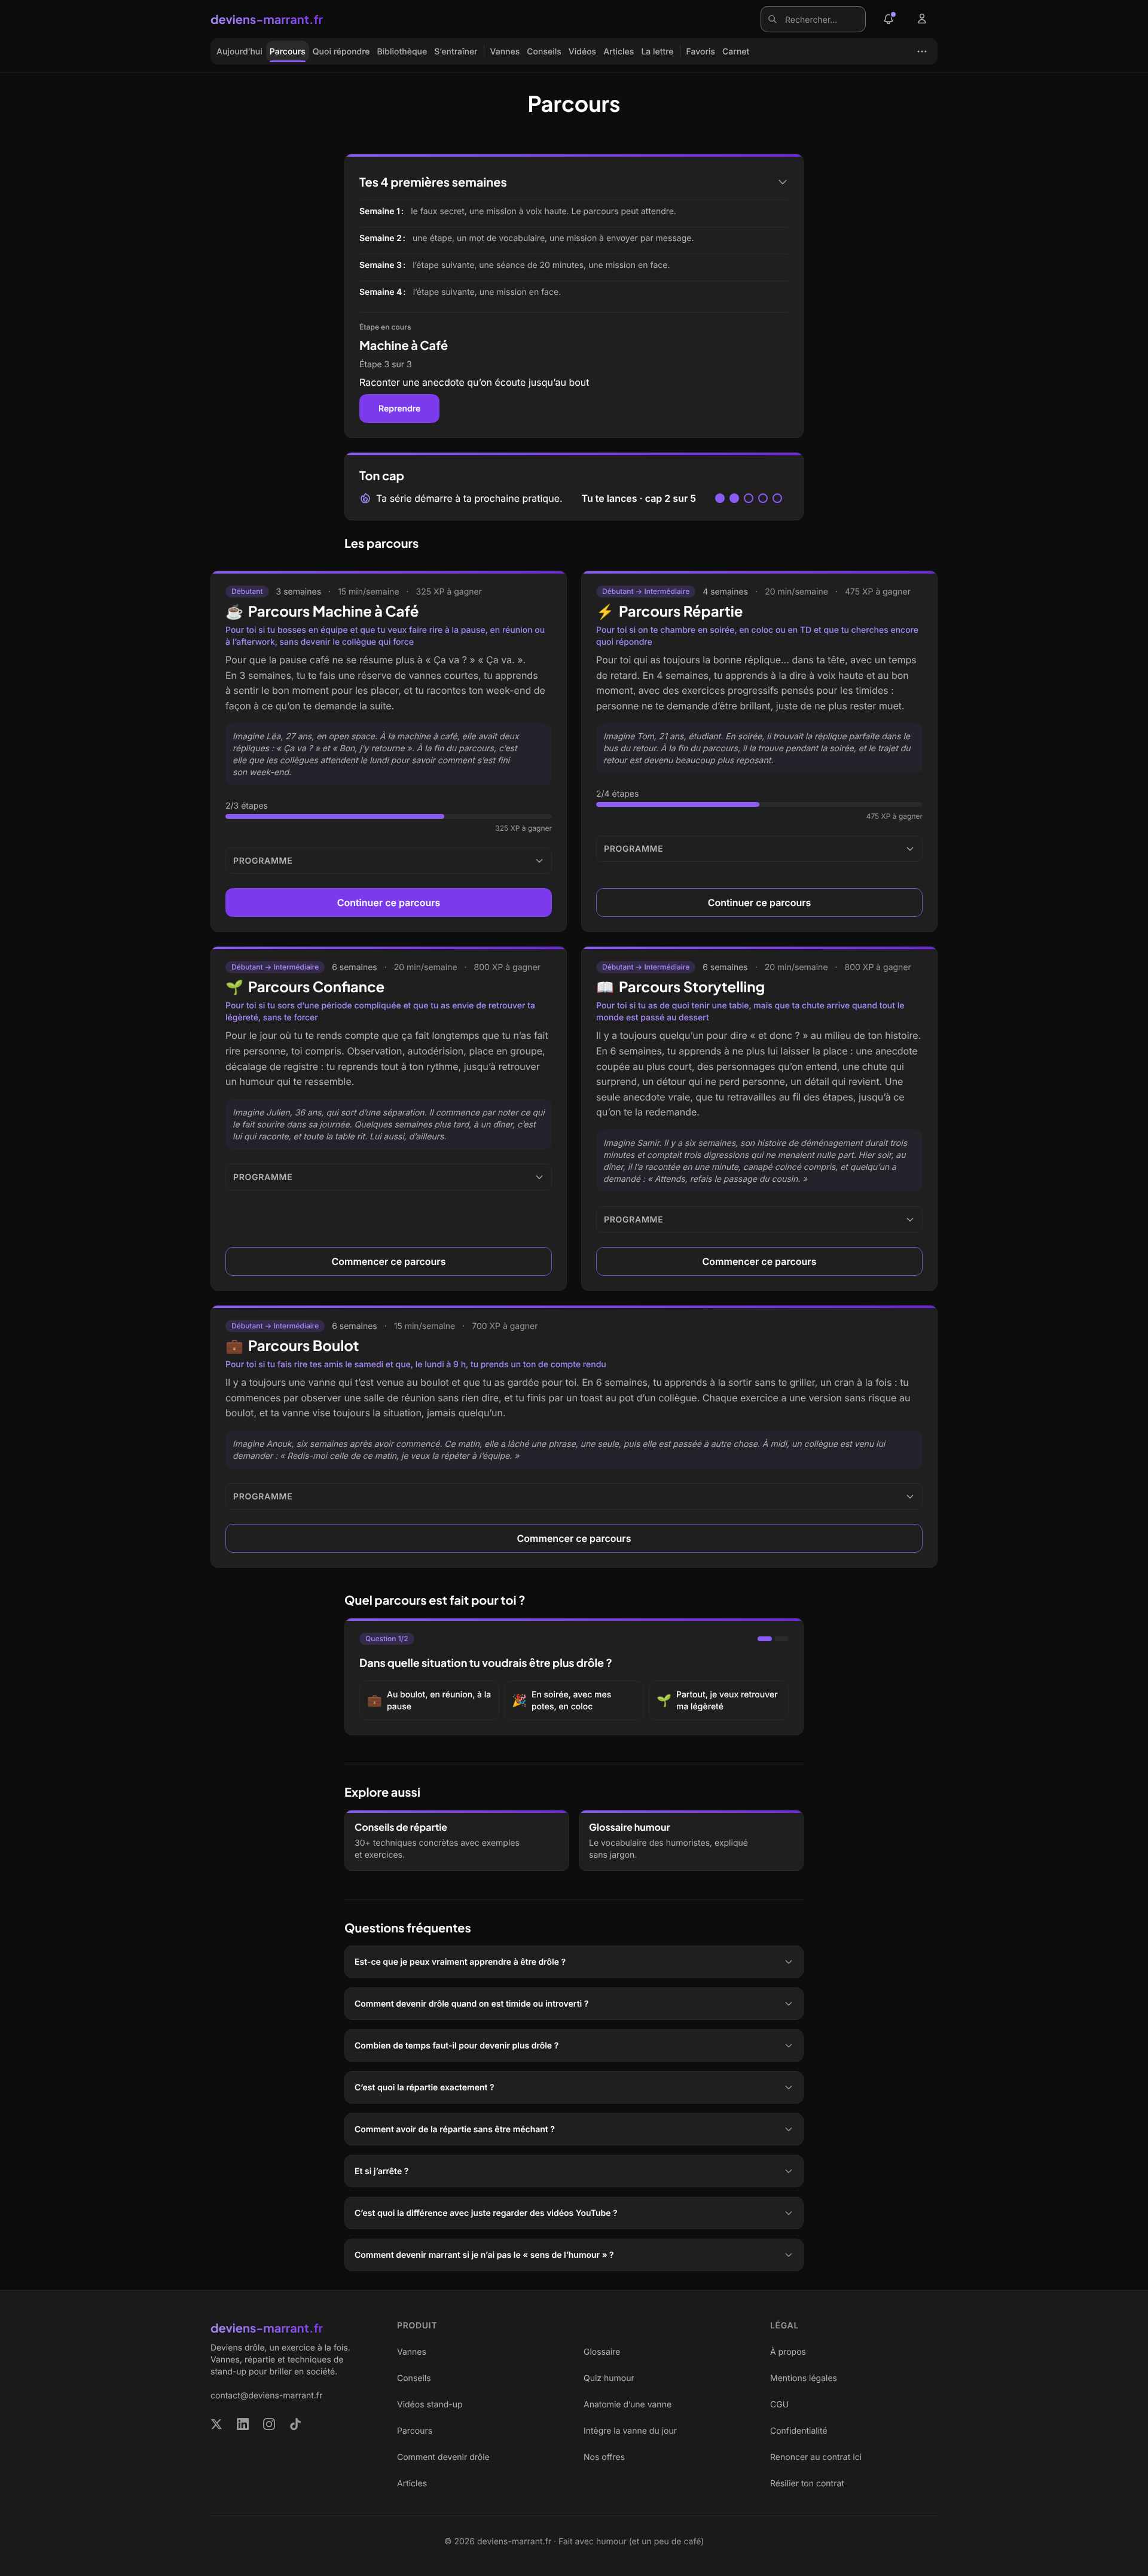 deviens-marrant.fr
Rechercher...
Aujourd’hui Parcours Quoi répondre Bibliothèque S’entraîner Vannes Conseils Vidéos Articles La lettre Favoris Carnet
Parcours
Tes 4 premières semaines
Semaine 1 : le faux secret, une mission à voix haute. Le parcours peut attendre.
Semaine 2 : une étape, un mot de vocabulaire, une mission à envoyer par message.
Semaine 3 : l’étape suivante, une séance de 20 minutes, une mission en face.
Semaine 4 : l’étape suivante, une mission en face.
Étape en cours
Machine à Café
Étape 3 sur 3
Raconter une anecdote qu’on écoute jusqu’au bout
Reprendre
Ton cap
Ta série démarre à ta prochaine pratique. Tu te lances · cap 2 sur 5
Les parcours
Débutant 3 semaines · 15 min/semaine · 325 XP à gagner
☕ Parcours Machine à Café
Pour toi si tu bosses en équipe et que tu veux faire rire à la pause, en réunion ou
à l’afterwork, sans devenir le collègue qui force
Pour que la pause café ne se résume plus à « Ça va ? » « Ça va. ».
En 3 semaines, tu te fais une réserve de vannes courtes, tu apprends
à sentir le bon moment pour les placer, et tu racontes ton week-end de
façon à ce qu’on te demande la suite.
Imagine Léa, 27 ans, en open space. À la machine à café, elle avait deux
répliques : « Ça va ? » et « Bon, j’y retourne ». À la fin du parcours, c’est
elle que les collègues attendent le lundi pour savoir comment s’est fini
son week-end.
2/3 étapes
325 XP à gagner
PROGRAMME
Continuer ce parcours
Débutant → Intermédiaire 4 semaines · 20 min/semaine · 475 XP à gagner
⚡ Parcours Répartie
Pour toi si on te chambre en soirée, en coloc ou en TD et que tu cherches encore
quoi répondre
Pour toi qui as toujours la bonne réplique... dans ta tête, avec un temps
de retard. En 4 semaines, tu apprends à la dire à voix haute et au bon
moment, avec des exercices progressifs pensés pour les timides :
personne ne te demande d’être brillant, juste de ne plus rester muet.
Imagine Tom, 21 ans, étudiant. En soirée, il trouvait la réplique parfaite dans le
bus du retour. À la fin du parcours, il la trouve pendant la soirée, et le trajet du
retour est devenu beaucoup plus reposant.
2/4 étapes
475 XP à gagner
PROGRAMME
Continuer ce parcours
Débutant → Intermédiaire 6 semaines · 20 min/semaine · 800 XP à gagner
🌱 Parcours Confiance
Pour toi si tu sors d’une période compliquée et que tu as envie de retrouver ta
légèreté, sans te forcer
Pour le jour où tu te rends compte que ça fait longtemps que tu n’as fait
rire personne, toi compris. Observation, autodérision, place en groupe,
décalage de registre : tu reprends tout à ton rythme, jusqu’à retrouver
un humour qui te ressemble.
Imagine Julien, 36 ans, qui sort d’une séparation. Il commence par noter ce qui
le fait sourire dans sa journée. Quelques semaines plus tard, à un dîner, c’est
lui qui raconte, et toute la table rit. Lui aussi, d’ailleurs.
PROGRAMME
Commencer ce parcours
Débutant → Intermédiaire 6 semaines · 20 min/semaine · 800 XP à gagner
📖 Parcours Storytelling
Pour toi si tu as de quoi tenir une table, mais que ta chute arrive quand tout le
monde est passé au dessert
Il y a toujours quelqu’un pour dire « et donc ? » au milieu de ton histoire.
En 6 semaines, tu apprends à ne plus lui laisser la place : une anecdote
coupée au plus court, des personnages qu’on entend, une chute qui
surprend, un détour qui ne perd personne, un détail qui revient. Une
seule anecdote vraie, que tu retravailles au fil des étapes, jusqu’à ce
qu’on te la redemande.
Imagine Samir. Il y a six semaines, son histoire de déménagement durait trois
minutes et comptait trois digressions qui ne menaient nulle part. Hier soir, au
dîner, il l’a racontée en une minute, canapé coincé compris, et quelqu’un a
demandé : « Attends, refais le passage du cousin. »
PROGRAMME
Commencer ce parcours
Débutant → Intermédiaire 6 semaines · 15 min/semaine · 700 XP à gagner
💼 Parcours Boulot
Pour toi si tu fais rire tes amis le samedi et que, le lundi à 9 h, tu prends un ton de compte rendu
Il y a toujours une vanne qui t’est venue au boulot et que tu as gardée pour toi. En 6 semaines, tu apprends à la sortir sans te griller, un cran à la fois : tu
commences par observer une salle de réunion sans rien dire, et tu finis par un toast au pot d’un collègue. Chaque exercice a une version sans risque au
boulot, et ta vanne vise toujours la situation, jamais quelqu’un.
Imagine Anouk, six semaines après avoir commencé. Ce matin, elle a lâché une phrase, une seule, puis elle est passée à autre chose. À midi, un collègue est venu lui
demander : « Redis-moi celle de ce matin, je veux la répéter à l’équipe. »
PROGRAMME
Commencer ce parcours
Quel parcours est fait pour toi ?
Question 1/2
Dans quelle situation tu voudrais être plus drôle ?
💼 Au boulot, en réunion, à la
pause
🎉 En soirée, avec mes
potes, en coloc
🌱 Partout, je veux retrouver
ma légèreté
Explore aussi
Conseils de répartie
30+ techniques concrètes avec exemples
et exercices.
Glossaire humour
Le vocabulaire des humoristes, expliqué
sans jargon.
Questions fréquentes
Est-ce que je peux vraiment apprendre à être drôle ?
Comment devenir drôle quand on est timide ou introverti ?
Combien de temps faut-il pour devenir plus drôle ?
C’est quoi la répartie exactement ?
Comment avoir de la répartie sans être méchant ?
Et si j’arrête ?
C’est quoi la différence avec juste regarder des vidéos YouTube ?
Comment devenir marrant si je n’ai pas le « sens de l’humour » ?
deviens-marrant.fr
Deviens drôle, un exercice à la fois.
Vannes, répartie et techniques de
stand-up pour briller en société.
contact@deviens-marrant.fr
PRODUIT
Vannes
Conseils
Vidéos stand-up
Parcours
Comment devenir drôle
Articles
Glossaire
Quiz humour
Anatomie d’une vanne
Intègre la vanne du jour
Nos offres
LÉGAL
À propos
Mentions légales
CGU
Confidentialité
Renoncer au contrat ici
Résilier ton contrat
© 2026 deviens-marrant.fr · Fait avec humour (et un peu de café)